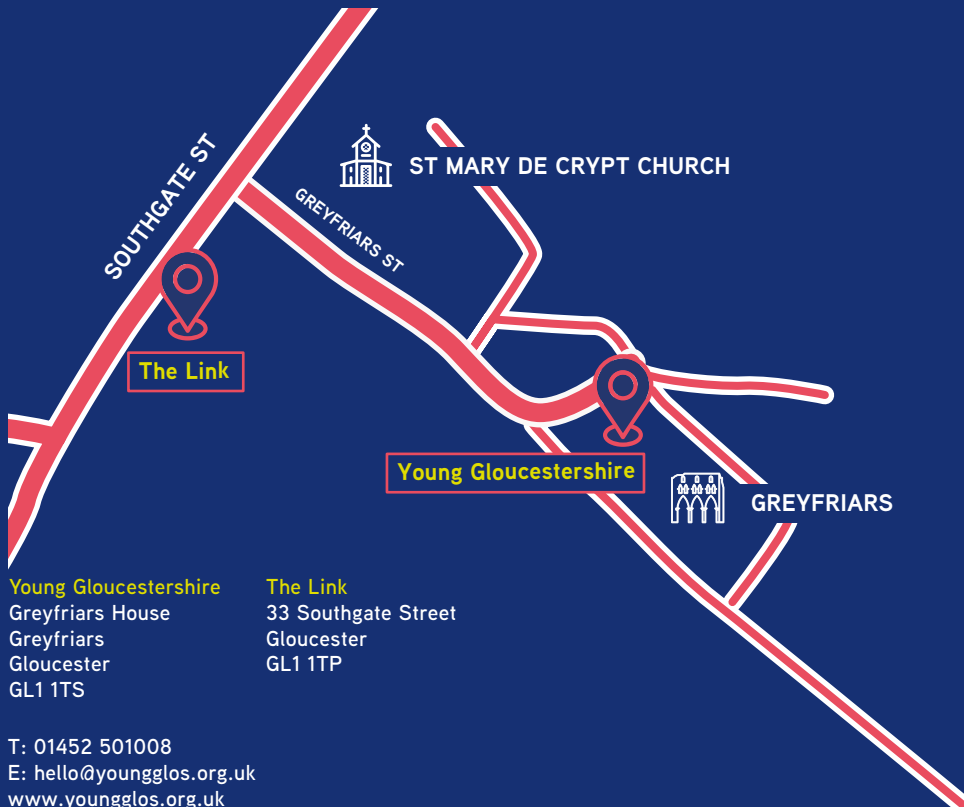 SOUTHGATE ST
ST MARY DE CRYPT CHURCH
GREYFRIARS ST
The Link
Young Gloucestershire
GREYFRIARS
Young Gloucestershire
Greyfriars House
Greyfriars
Gloucester
GL1 1TS
The Link
33 Southgate Street
Gloucester
GL1 1TP
T: 01452 501008
E: hello@youngglos.org.uk
www.youngglos.org.uk